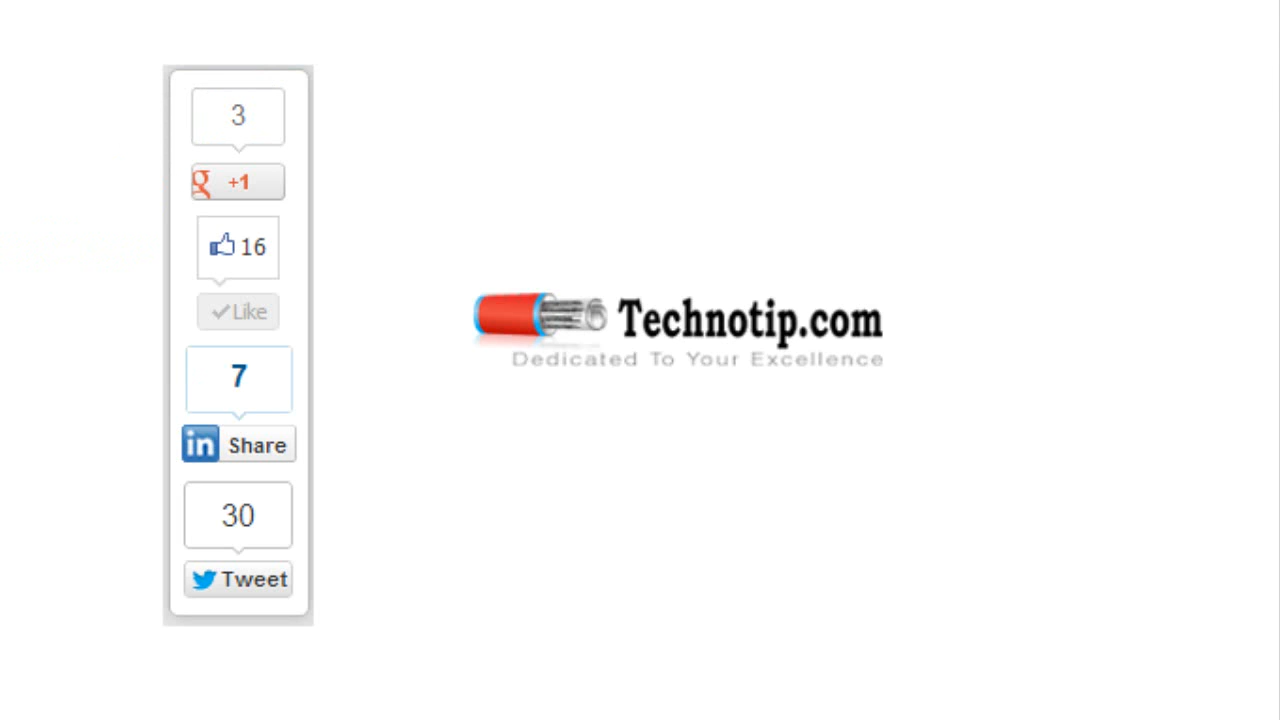 3
g +1
16
Like
7
in Share
30
Tweet
Technotip.com
Dedicated To Your Excellence